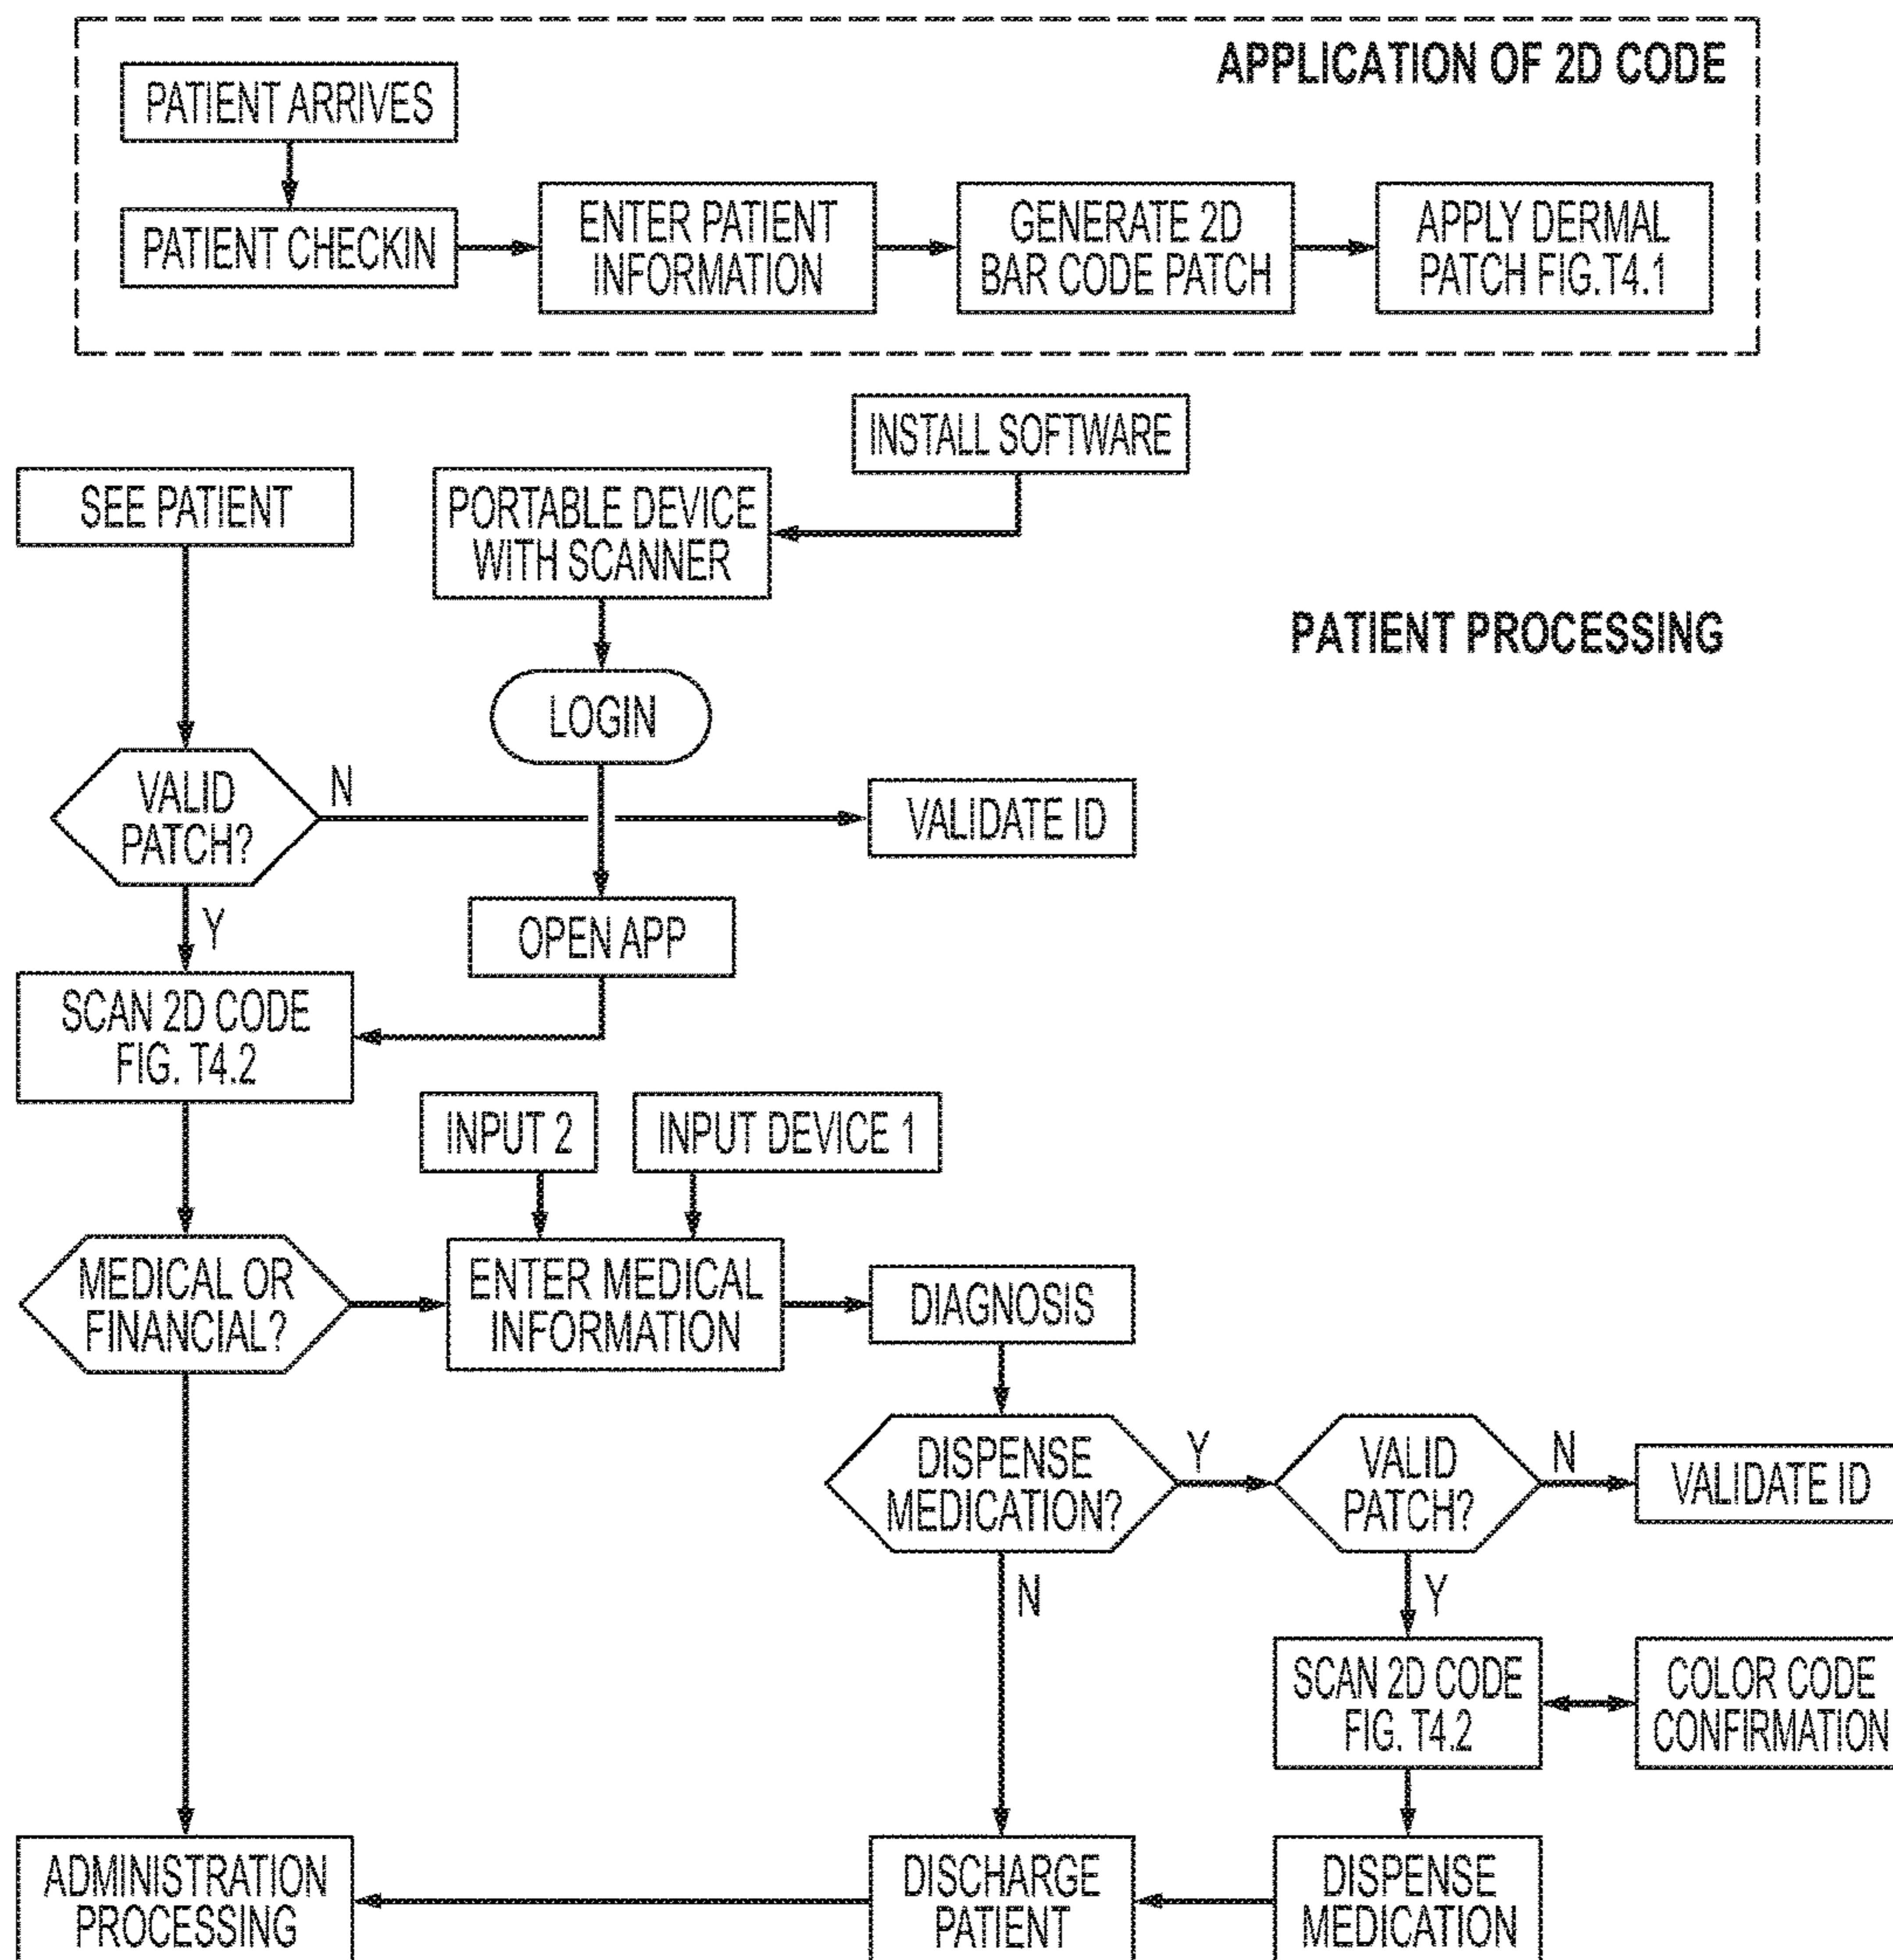 APPLICATION OF 2D CODE
PATIENT ARRIVES
PATIENT CHECKIN
ENTER PATIENT
INFORMATION
GENERATE 2D
BAR CODE PATCH
APPLY DERMAL
PATCH FIG.T4.1
INSTALL SOFTWARE
SEE PATIENT
PORTABLE DEVICE
WITH SCANNER
PATIENT PROCESSING
LOGIN
VALID
PATCH?
N
VALIDATE ID
Y
OPEN APP
SCAN 2D CODE
FIG. T4.2
INPUT 2
INPUT DEVICE 1
MEDICAL OR
FINANCIAL?
ENTER MEDICAL
INFORMATION
DIAGNOSIS
DISPENSE
MEDICATION?
Y
VALID
PATCH?
N
VALIDATE ID
N
Y
SCAN 2D CODE
FIG. T4.2
COLOR CODE
CONFIRMATION
ADMINISTRATION
PROCESSING
DISCHARGE
PATIENT
DISPENSE
MEDICATION